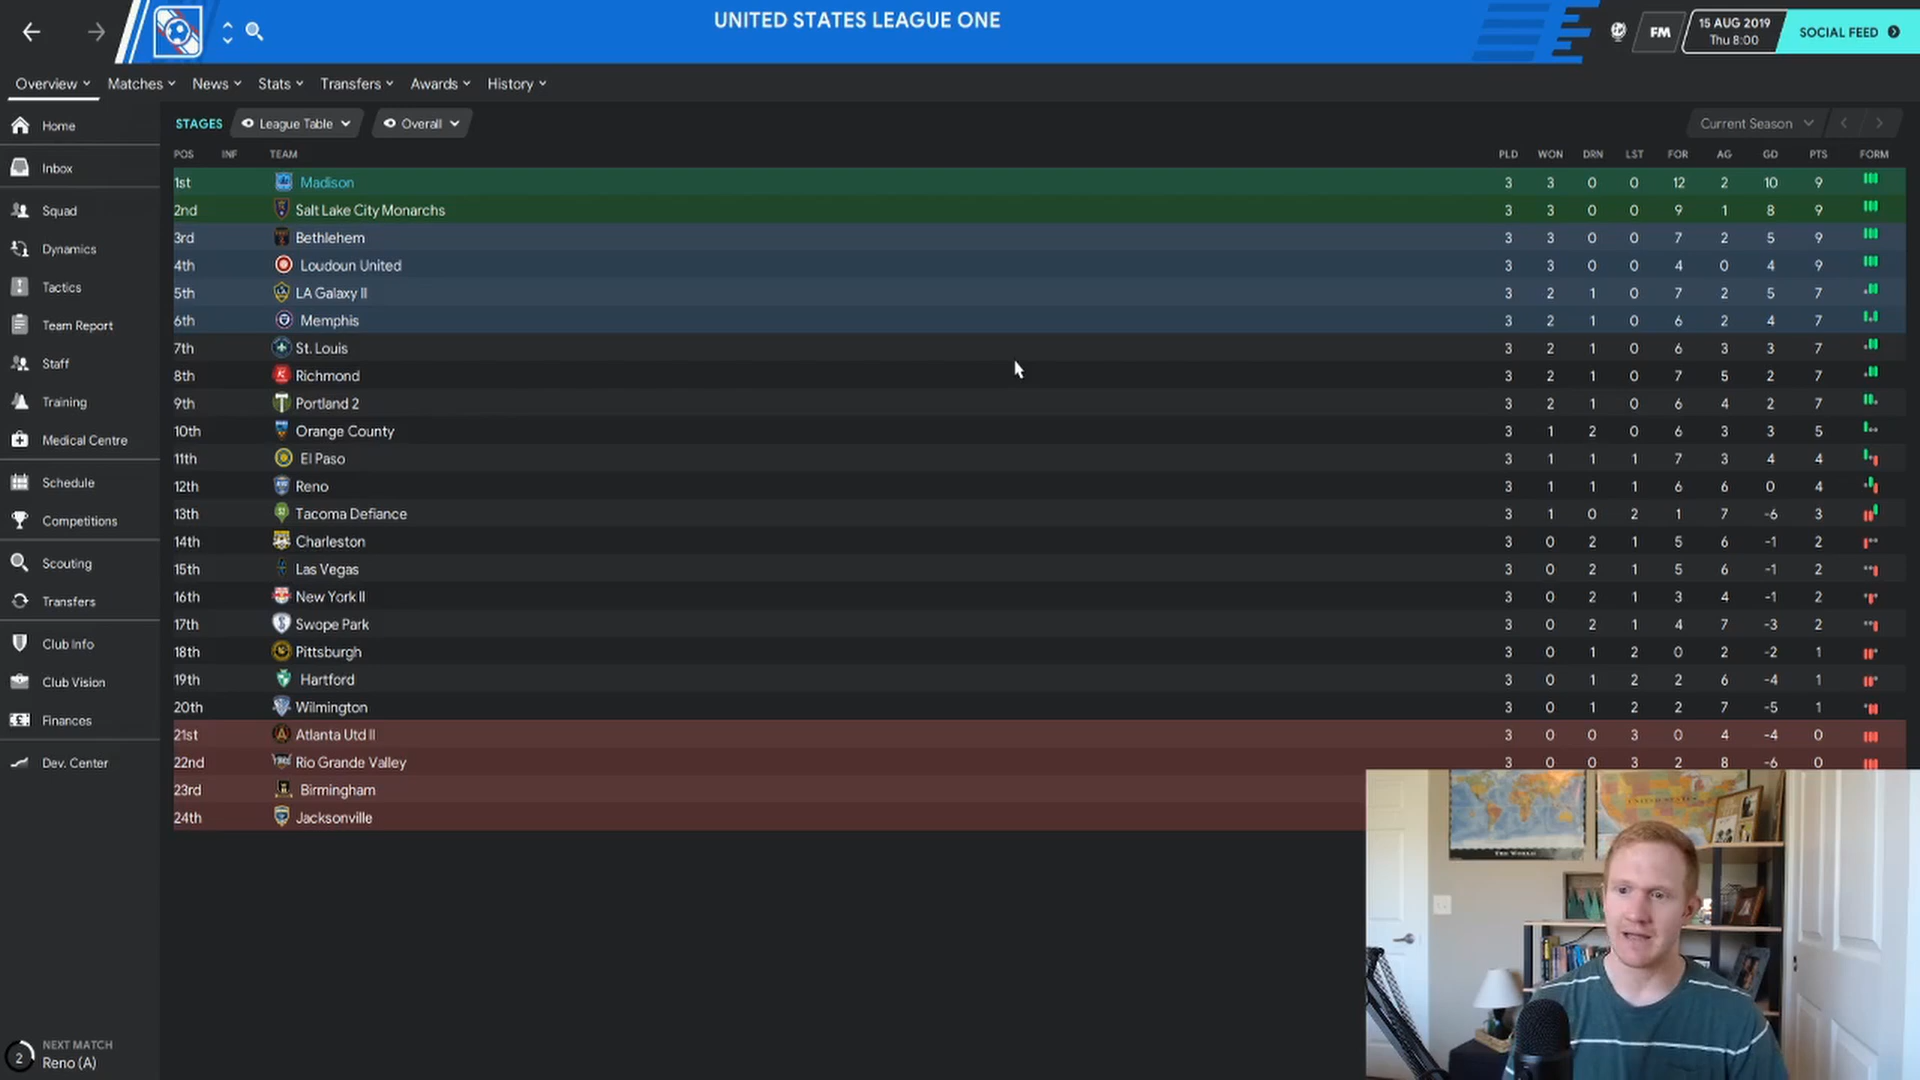 UNITED STATES LEAGUE ONE
FM
15 AUG 2019
Thu 8:00
SOCIAL FEED
Overview
Matches
News
Stats
Transfers
Awards
History
Home
Inbox
Squad
Dynamics
Tactics
Team Report
Staff
Training
Medical Centre
Schedule
Competitions
Scouting
Transfers
Club Info
Club Vision
Finances
Dev. Center
2
NEXT MATCH
Reno (A)
STAGES League Table Overall Current Season
POS INF TEAM PLD WON DRN LST FOR AG GD PTS FORM
1st Madison 3 3 0 0 12 2 10 9
2nd Salt Lake City Monarchs 3 3 0 0 9 1 8 9
3rd Bethlehem 3 3 0 0 7 2 5 9
4th Loudoun United 3 3 0 0 4 0 4 9
5th LA Galaxy II 3 2 1 0 7 2 5 7
6th Memphis 3 2 1 0 6 2 4 7
7th St. Louis 3 2 1 0 6 3 3 7
8th Richmond 3 2 1 0 7 5 2 7
9th Portland 2 3 2 1 0 6 4 2 7
10th Orange County 3 1 2 0 6 3 3 5
11th El Paso 3 1 1 1 7 3 4 4
12th Reno 3 1 1 1 6 6 0 4
13th Tacoma Defiance 3 1 0 2 1 7 -6 3
14th Charleston 3 0 2 1 5 6 -1 2
15th Las Vegas 3 0 2 1 5 6 -1 2
16th New York II 3 0 2 1 3 4 -1 2
17th Swope Park 3 0 2 1 4 7 -3 2
18th Pittsburgh 3 0 1 2 0 2 -2 1
19th Hartford 3 0 1 2 2 6 -4 1
20th Wilmington 3 0 1 2 2 7 -5 1
21st Atlanta Utd II 3 0 0 3 0 4 -4 0
22nd Rio Grande Valley 3 0 0 3 2 8 -6 0
23rd Birmingham
24th Jacksonville
THE WORLD
UNITED STATES